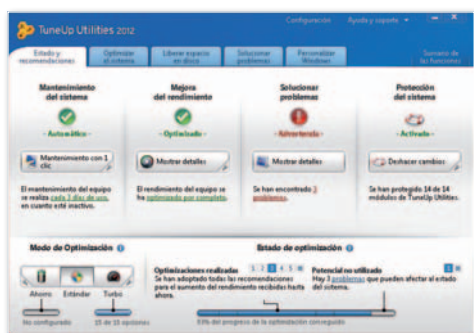 TuneUp Utilities 2012
Configuración Ayuda y soporte
Estado y
recomendaciones
Optimizar
el sistema
Liberar espacio
en disco
Solucionar
problemas
Personalizar
Windows
Sumario de
las funciones
Mantenimiento
del sistema
- Automático -
Mantenimiento con 1
clic
El mantenimiento del equipo
se realiza cada 3 días de uso,
en cuanto esté inactivo.
Mejora
del rendimiento
- Optimizado -
Mostrar detalles
El rendimiento del equipo se
ha optimizado por completo.
Solucionar
problemas
- Advertencia -
Mostrar detalles
Se han encontrado 3
problemas.
Protección
del sistema
- Activado -
Deshacer cambios
Se han protegido 14 de 14
módulos de TuneUp Utilities.
Modo de Optimización
Ahorro Estándar Turbo
No configurado
15 de 15 opciones
Estado de optimización
Optimizaciones realizadas 1 2 3 4 5
Se han adoptado todas las recomendaciones
para el aumento del rendimiento recibidas hasta
ahora.
Potencial no utilizado
Hay 3 problemas que pueden afectar al estado
del sistema.
93% del progreso de la optimización conseguido